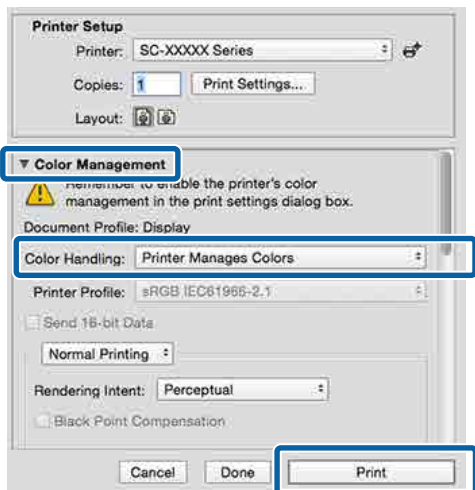 Printer Setup
Printer: SC-XXXXX Series
Copies: 1 Print Settings...
Layout:
▼ Color Management
Remember to enable the printer's color
management in the print settings dialog box.
Document Profile: Display
Color Handling: Printer Manages Colors
Printer Profile: sRGB IEC61966-2.1
Send 16-bit Data
Normal Printing
Rendering Intent: Perceptual
Black Point Compensation
Cancel Done Print